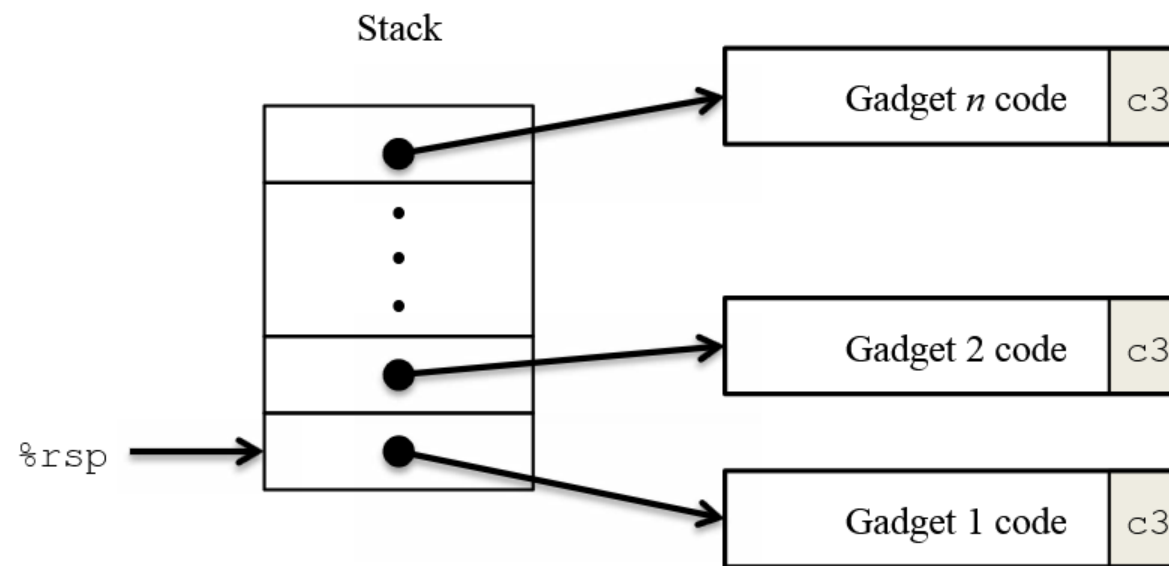 Stack
Gadget n code c3
Gadget 2 code c3
%rsp
Gadget 1 code c3